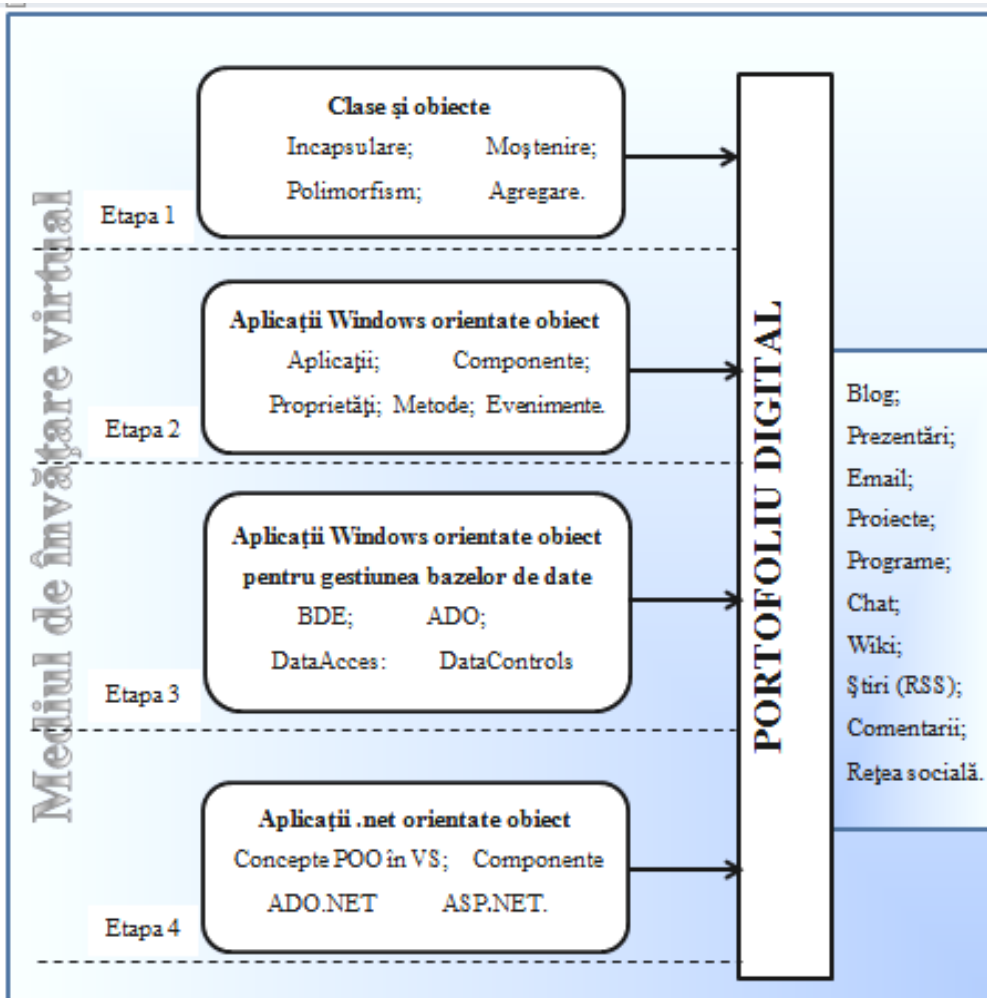 Mediul de învăţare virtual
Clase şi obiecte
Incapsulare; Moştenire;
Polimorfism; Agregare.
Etapa 1
Aplicaţii Windows orientate obiect
Aplicaţii; Componente;
Proprietăţi; Metode; Evenimente.
Etapa 2
Aplicaţii Windows orientate obiect
pentru gestiunea bazelor de date
BDE; ADO;
DataAcces: DataControls
Etapa 3
Aplicaţii .net orientate obiect
Concepte POO în VS; Componente
ADO.NET ASP.NET.
Etapa 4
PORTOFOLIU DIGITAL
Blog;
Prezentări;
Email;
Proiecte;
Programe;
Chat;
Wiki;
Ştiri (RSS);
Comentarii;
Reţea socială.